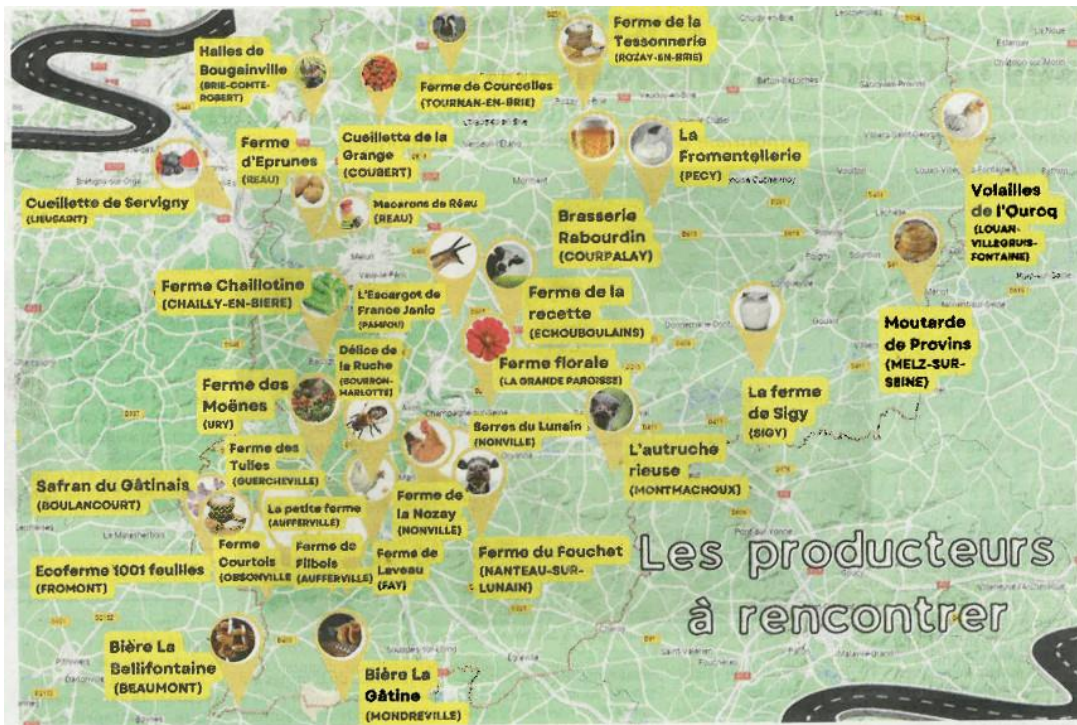 Halles de
Bougainville
(BRIE-COMTE-
ROBERT)
Ferme de Courcelles
(TOURNAN-EN-BRIE)
Ferme de la
Tessonnerie
(ROZAY-EN-BRIE)
Ferme
d'Eprunes
(REAU)
Cueillette de la
Grange
(COUBERT)
La
Fromentellerie
(PECY)
Cueillette de Servigny
(LIEUSAINT)
Macarons de Réau
(REAU)
Brasserie
Rabourdin
(COURPALAY)
Volailles
de l'Ourcq
(LOUAN-
VILLEGRUIS-
FONTAINE)
Ferme Chaillotine
(CHAILLY-EN-BIERE)
L'Escargot de
France Janic
(PAMFOU)
Ferme de la
recette
(ECHOUBOULAINS)
Moutarde
de Provins
(MELZ-SUR-
SEINE)
Délice de
la Ruche
(BOURRON-
MARLOTTE)
Ferme florale
(LA GRANDE PAROISSE)
La ferme
de Sigy
(SIGY)
Ferme des
Moënes
(URY)
Champagne-sur-Seine
Serres du Lunain
(NONVILLE)
L'autruche
rieuse
(MONTMACHOUX)
Ferme des
Tuiles
(GUERCHEVILLE)
Safran du Gâtinais
(BOULANCOURT)
La petite ferme
(AUFFERVILLE)
Ferme de
la Nozay
(NONVILLE)
Ecoferme 1001 feuilles
(FROMONT)
Ferme
Courtois
(OBSONVILLE)
Ferme de
Filbois
(AUFFERVILLE)
Ferme de
Laveau
(FAY)
Ferme du Fouchet
(NANTEAU-SUR-
LUNAIN)
Les producteurs
à rencontrer
Bière La
Bellifontaine
(BEAUMONT)
Bière La
Gâtine
(MONDREVILLE)